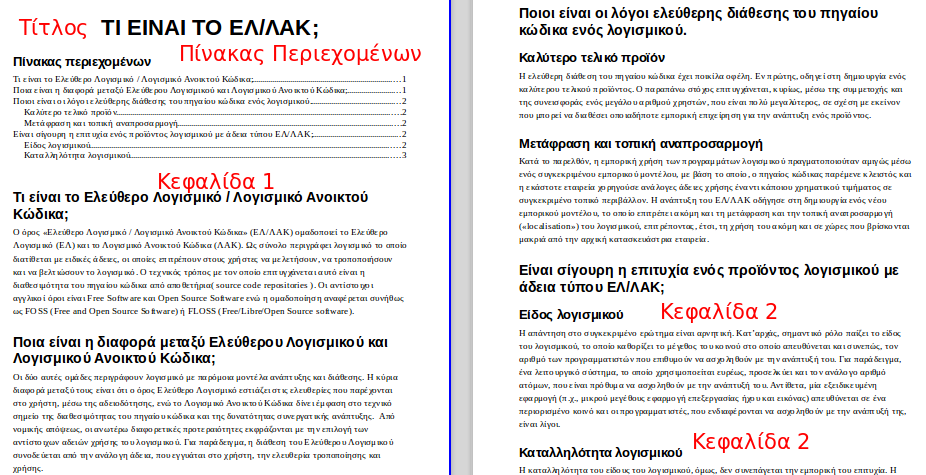 Τίτλος ΤΙ ΕΙΝΑΙ ΤΟ ΕΛ/ΛΑΚ;
Πίνακας Περιεχομένων
Πίνακας περιεχομένων
Τι είναι το Ελεύθερο Λογισμικό / Λογισμικό Ανοικτού Κώδικα;....1
Ποια είναι η διαφορά μεταξύ Ελεύθερου Λογισμικού και Λογισμικού Ανοικτού Κώδικα;....1
Ποιοι είναι οι λόγοι ελεύθερης διάθεσης του πηγαίου κώδικα ενός λογισμικού....2
Καλύτερο τελικό προϊόν....2
Μετάφραση και τοπική αναπροσαρμογή....2
Είναι σίγουρη η επιτυχία ενός προϊόντος λογισμικού με άδεια τύπου ΕΛ/ΛΑΚ;....2
Είδος λογισμικού....2
Καταλληλότητα λογισμικού....3
Κεφαλίδα 1
Τι είναι το Ελεύθερο Λογισμικό / Λογισμικό Ανοικτού
Κώδικα;
Ο όρος «Ελεύθερο Λογισμικό / Λογισμικό Ανοικτό Κώδικα» (ΕΛ/ΛΑΚ) ομαδοποιεί το Ελεύθερο
Λογισμικό (ΕΛ) και το Λογισμικό Ανοικτό Κώδικα (ΛΑΚ). Ως σύνολο περιγράφει λογισμικό το οποίο
διατίθεται με ειδικές άδειες, οι οποίες επιτρέπουν στους χρήστες να μελετήσουν, να τροποποιήσουν
και να βελτιώσουν το λογισμικό. Ο τεχνικός τρόπος με τον οποίο επιτυγχάνεται αυτό είναι η
διαθεσιμότητα του πηγαίου κώδικα από αποθετήρια( source code repositories ). Οι αντίστοιχοι
αγγλικοί όροι είναι Free Software και Open Source Software ενώ η ομαδοποίηση αναφέρεται συνήθως
ως FOSS (Free and Open Source Software) ή FLOSS (Free/Libre/Open Source software).
Ποια είναι η διαφορά μεταξύ Ελεύθερου Λογισμικού και
Λογισμικού Ανοικτού Κώδικα;
Οι δύο αυτές ομάδες περιγράφουν λογισμικό με παρόμοια μοντέλα ανάπτυξης και διάθεσης. Η κύρια
διαφορά μεταξύ τους είναι ότι ο όρος Ελεύθερο Λογισμικό εστιάζει στις ελευθερίες που παρέχονται
στο χρήστη, μέσω της αδειοδότησης, ενώ το Λογισμικό Ανοικτού Κώδικα δίνει έμφαση στο τεχνικό
σημείο της διαθεσιμότητας του πηγαίου κώδικα και της δυνατότητας συνεργατικής ανάπτυξης. Από
νομικής απόψεως, οι ανωτέρω διαφορετικές προτεραιότητες εκφράζονται με την επιλογή των
αντίστοιχων αδειών χρήσης του λογισμικού. Για παράδειγμα, η διάθεση του Ελεύθερου Λογισμικού
συνοδεύεται από την ανάλογη άδεια, που εγγυάται στο χρήστη, την ελευθερία τροποποίησης και
χρήσης.
Ποιοι είναι οι λόγοι ελεύθερης διάθεσης του πηγαίου
κώδικα ενός λογισμικού.
Καλύτερο τελικό προϊόν
Η ελεύθερη διάθεση του πηγαίου κώδικα έχει ποικίλα οφέλη. Εν πρώτης, οδηγεί στη δημιουργία ενός
καλύτερου τελικού προϊόντος. Ο παραπάνω στόχος επιτυγχάνεται, κυρίως, μέσω της συμμετοχής και
της συνεισφοράς ενός μεγάλου αριθμού χρηστών, που είναι πολύ μεγαλύτερος, σε σχέση με εκείνον
που μπορεί να διαθέσει οποιαδήποτε εμπορική επιχείρηση για την ανάπτυξη ενός προϊόντος.
Μετάφραση και τοπική αναπροσαρμογή
Κατά το παρελθόν, η εμπορική χρήση των προγραμμάτων λογισμικού πραγματοποιούταν αμιγώς μέσω
ενός συγκεκριμένου εμπορικού μοντέλου, με βάση το οποίο, ο πηγαίος κώδικας παρέμενε κλειστός και
η εκάστοτε εταιρεία χορηγούσε ανάλογες άδειες χρήσης έναντι κάποιου χρηματικού τιμήματος σε
συγκεκριμένο τοπικό περιβάλλον. Η ανάπτυξη του ΕΛ/ΛΑΚ οδήγησε στη δημιουργία ενός νέου
εμπορικού μοντέλου, το οποίο επιτρέπει ακόμη και τη μετάφραση και την τοπική αναπροσαρμογή
(«localisation») του λογισμικού, επιτρέποντας, έτσι, τη χρήση του ακόμη και σε χώρες που βρίσκονται
μακριά από την αρχική κατασκευάστρια εταιρεία.
Είναι σίγουρη η επιτυχία ενός προϊόντος λογισμικού με
άδεια τύπου ΕΛ/ΛΑΚ;
Είδος λογισμικού Κεφαλίδα 2
Η απάντηση στο συγκεκριμένο ερώτημα είναι αρνητική. Κατ'αρχάς, σημαντικό ρόλο παίζει το είδος
του λογισμικού, το οποίο καθορίζει το μέγεθος του κοινού στο οποίο απευθύνεται και συνεπώς, τον
αριθμό των προγραμματιστών που επιθυμούν να ασχοληθούν με την ανάπτυξή του. Για παράδειγμα,
ένα λειτουργικό σύστημα, το οποίο χρησιμοποιείται ευρέως, προσελκύει και τον ανάλογο αριθμό
ατόμων, που είναι πρόθυμα να ασχοληθούν με την ανάπτυξή του. Αντίθετα, μία εξειδικευμένη
εφαρμογή (π.χ., μικρού μεγέθους εφαρμογή επεξεργασίας ήχου και εικόνας) απευθύνεται σε ένα
περιορισμένο κοινό και οι προγραμματιστές, που ενδιαφέρονται να ασχοληθούν με την ανάπτυξή της,
είναι λίγοι.
Κεφαλίδα 2
Καταλληλότητα λογισμικού
Η καταλληλότητα του είδους του λογισμικού, όμως, δεν συνεπάγεται την εμπορική του επιτυχία. Η